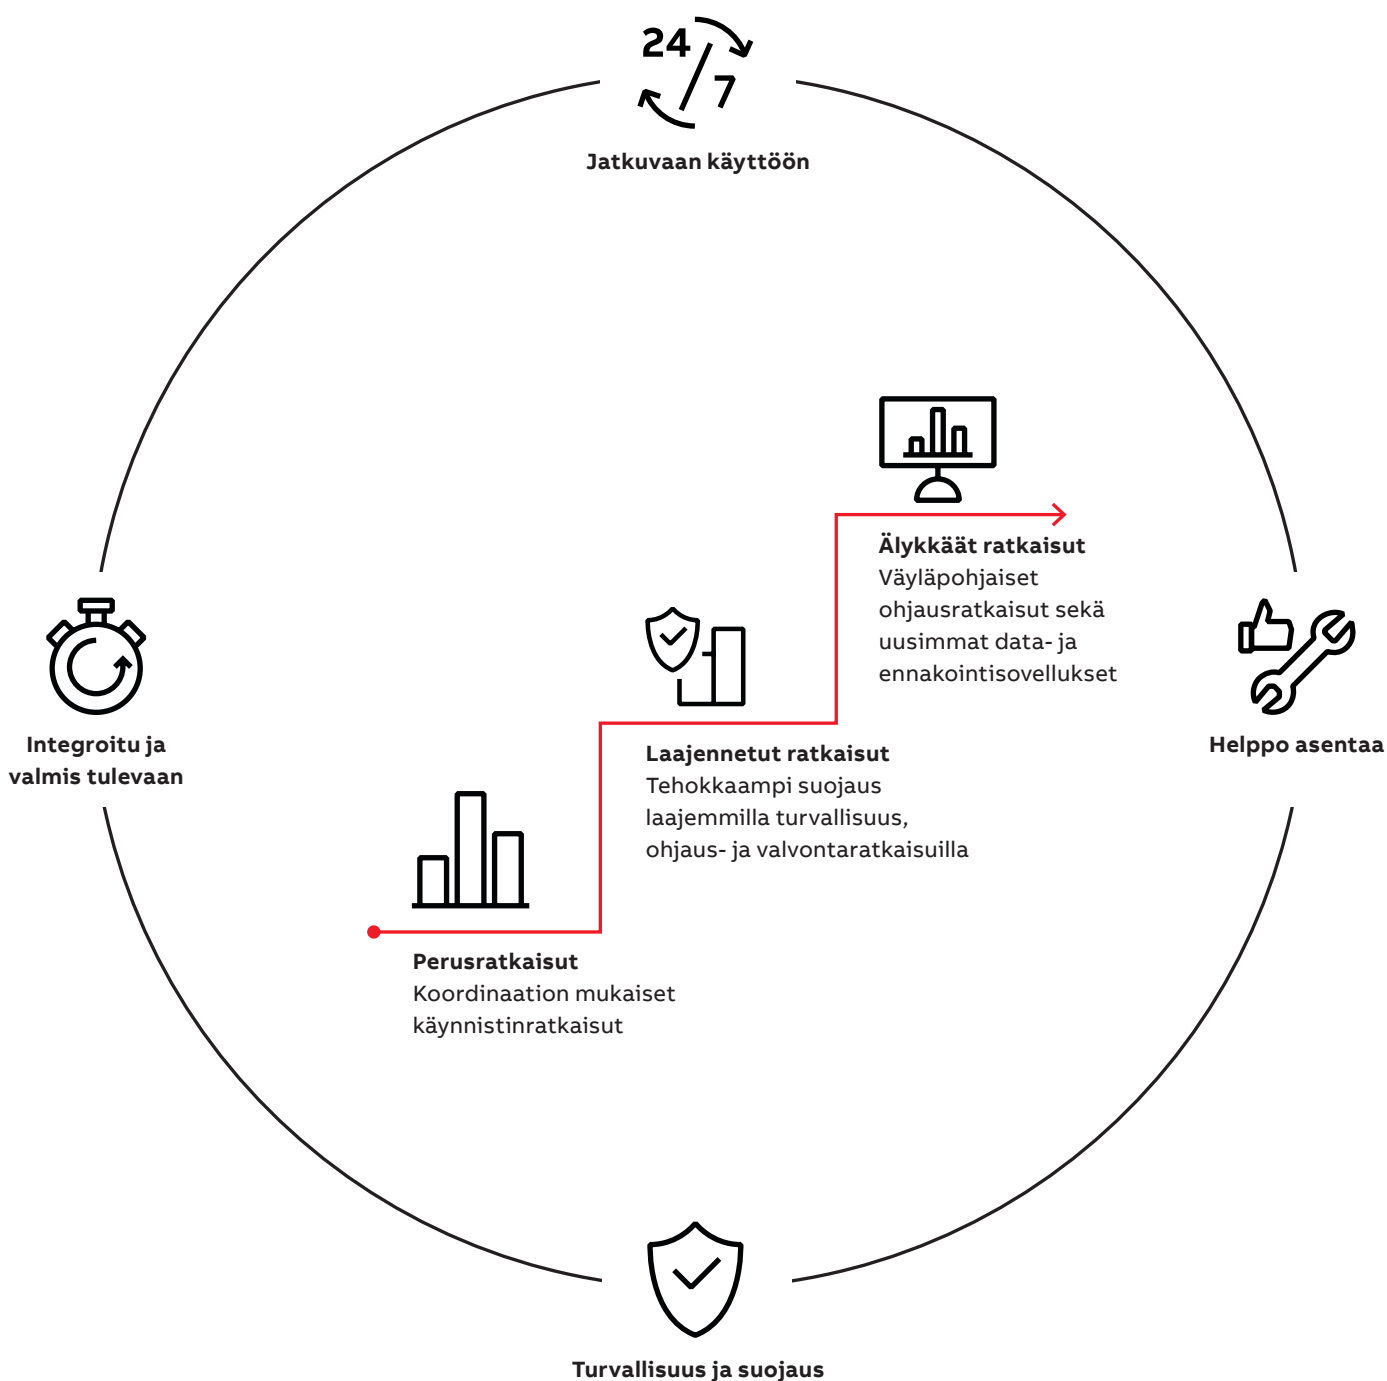 24
7
Jatkuvaan käyttöön
Älykkäät ratkaisut
Väyläpohjaiset
ohjausratkaisut sekä
uusimmat data- ja
ennakointisovellukset
Integroitu ja
valmis tulevaan
Helppo asentaa
Laajennetut ratkaisut
Tehokkaampi suojaus
laajemmilla turvallisuus,
ohjaus- ja valvontaratkaisuilla
Perusratkaisut
Koordinaation mukaiset
käynnistinratkaisut
Turvallisuus ja suojaus